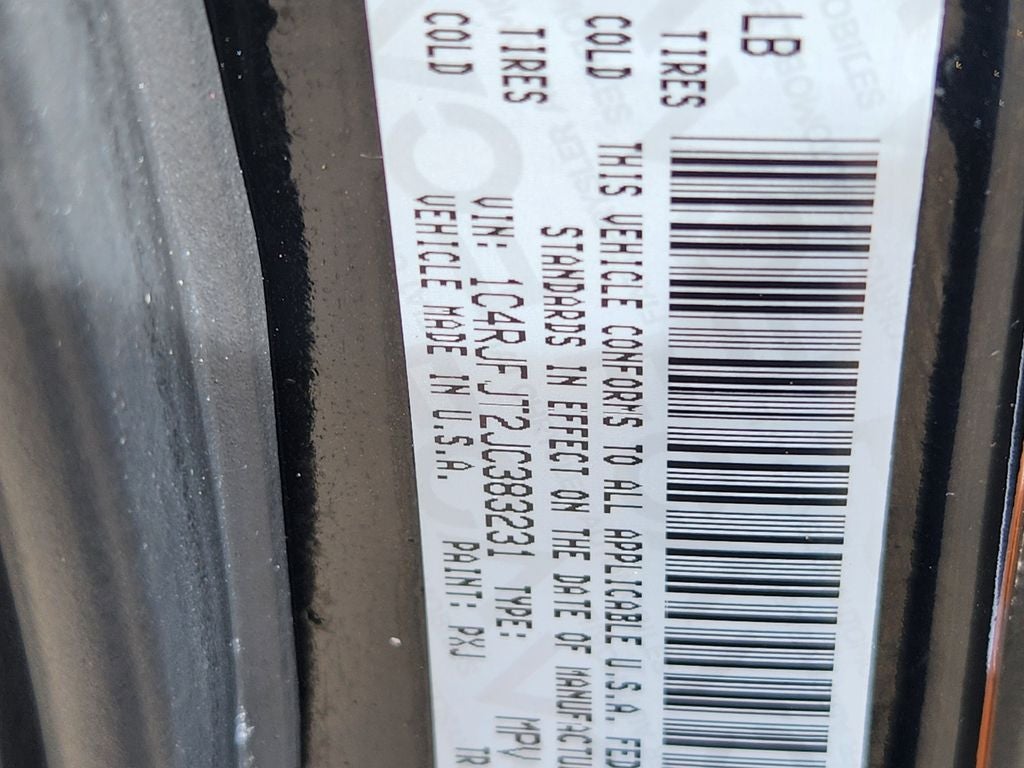 LB
TIRES COLD
TIRES COLD
THIS VEHICLE CONFORMS TO ALL APPLICABLE U.S.A. FED
STANDARDS IN EFFECT ON THE DATE OF MANUFACTU
VIN: 1C4RJFJT2JC383231 TYPE: MPV
VEHICLE MADE IN U.S.A. PAINT: PXJ TR